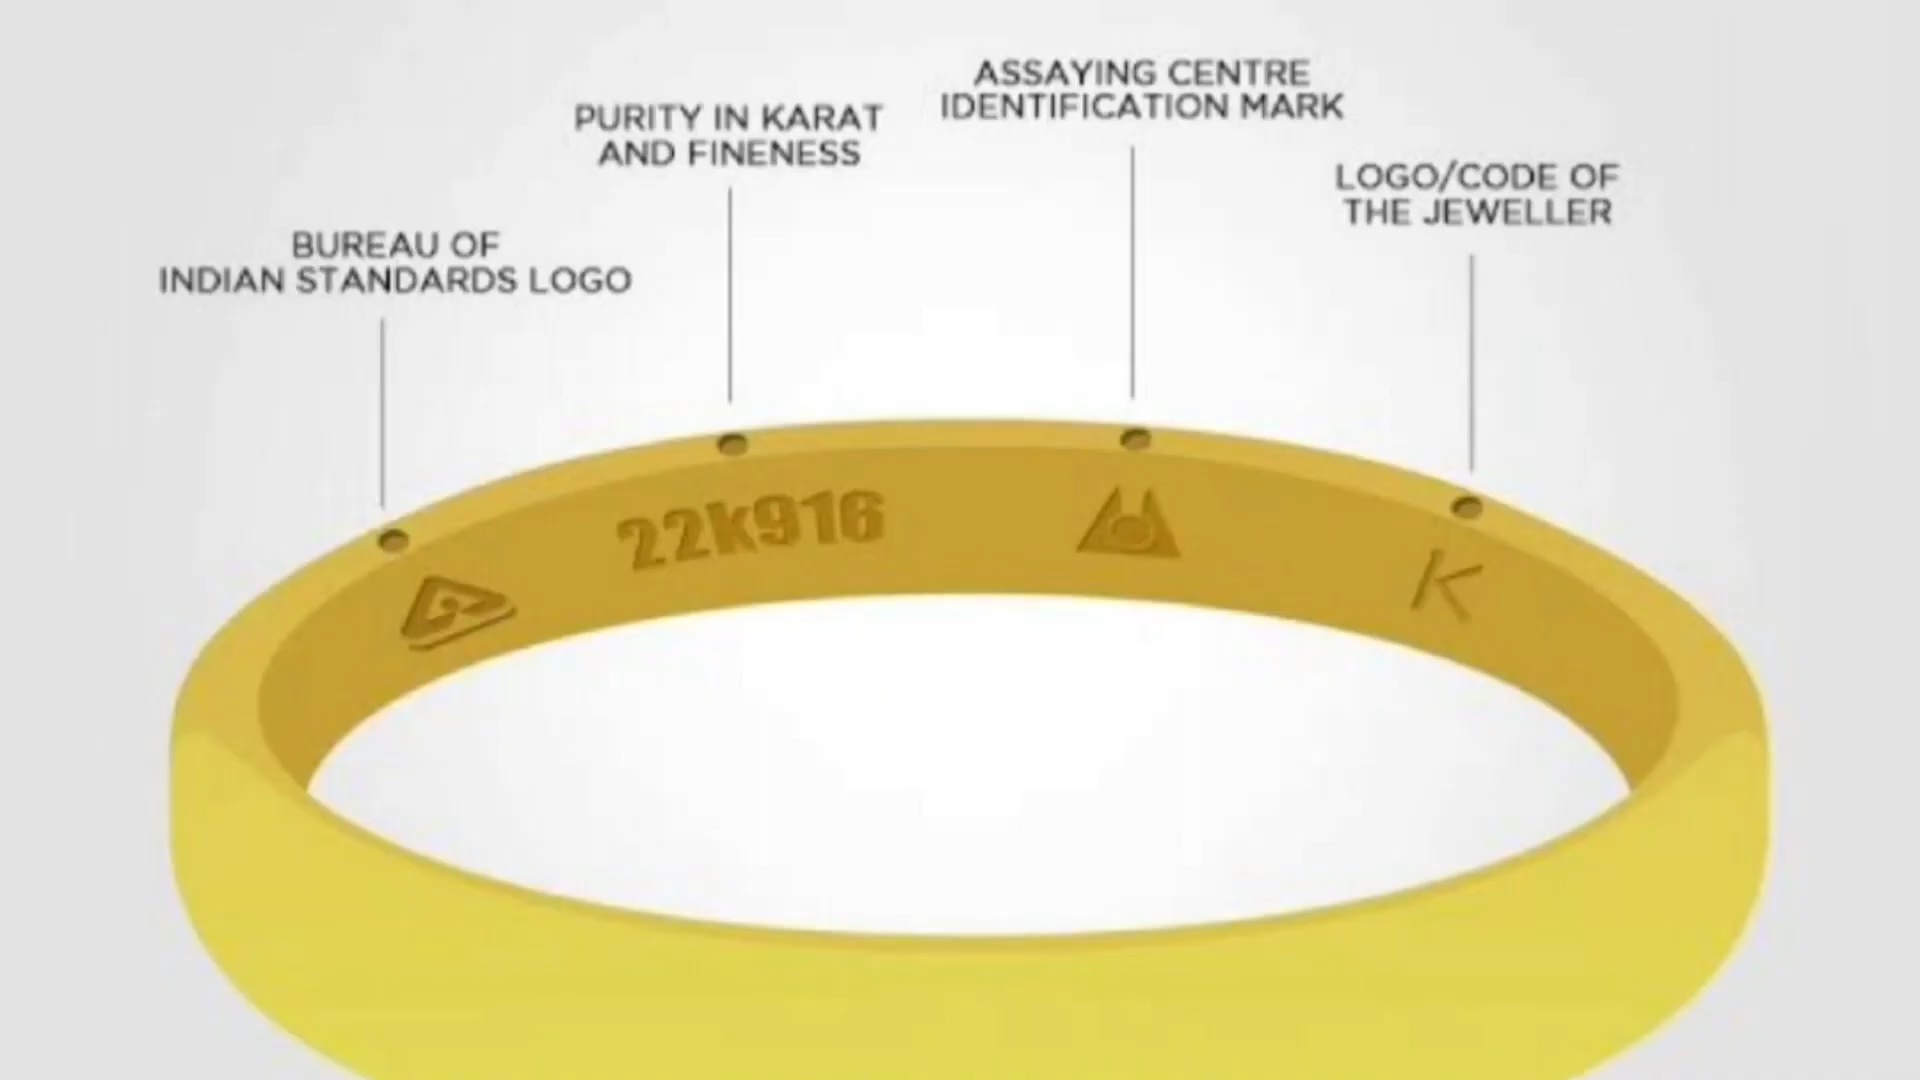 BUREAU OF
INDIAN STANDARDS LOGO
PURITY IN KARAT
AND FINENESS
ASSAYING CENTRE
IDENTIFICATION MARK
LOGO/CODE OF
THE JEWELLER
22k916
K